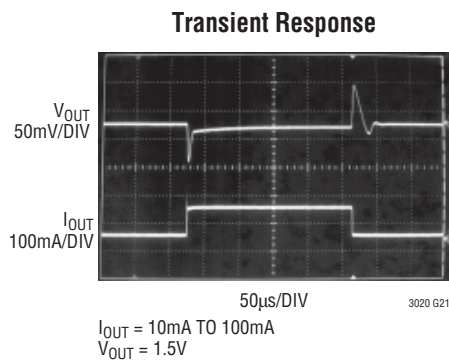 Transient Response
VOUT
50mV/DIV
IOUT
100mA/DIV
50µs/DIV
3020 G21
IOUT = 10mA TO 100mA
VOUT = 1.5V